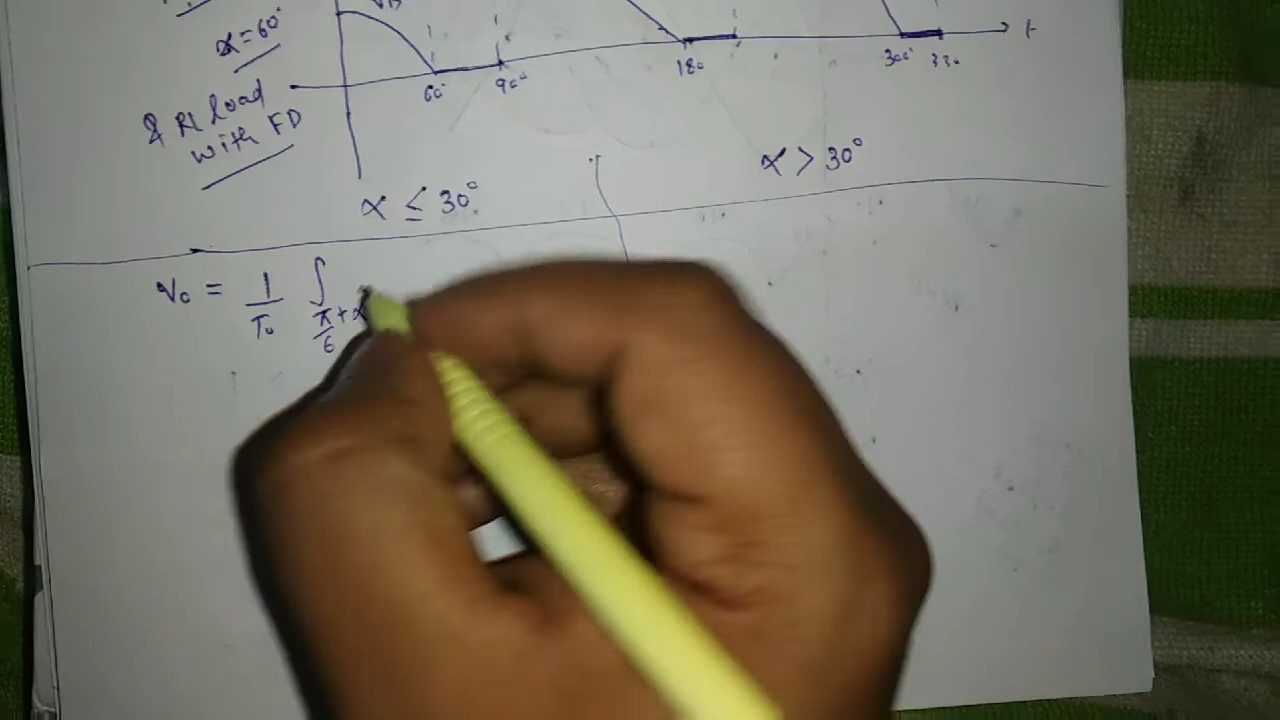 α=60°
& RL load
with FD
60° 90° 180 300° 330 t
α ≤ 30°
α > 30°
V₀ = 1/T₀ ∫ π/6 + α